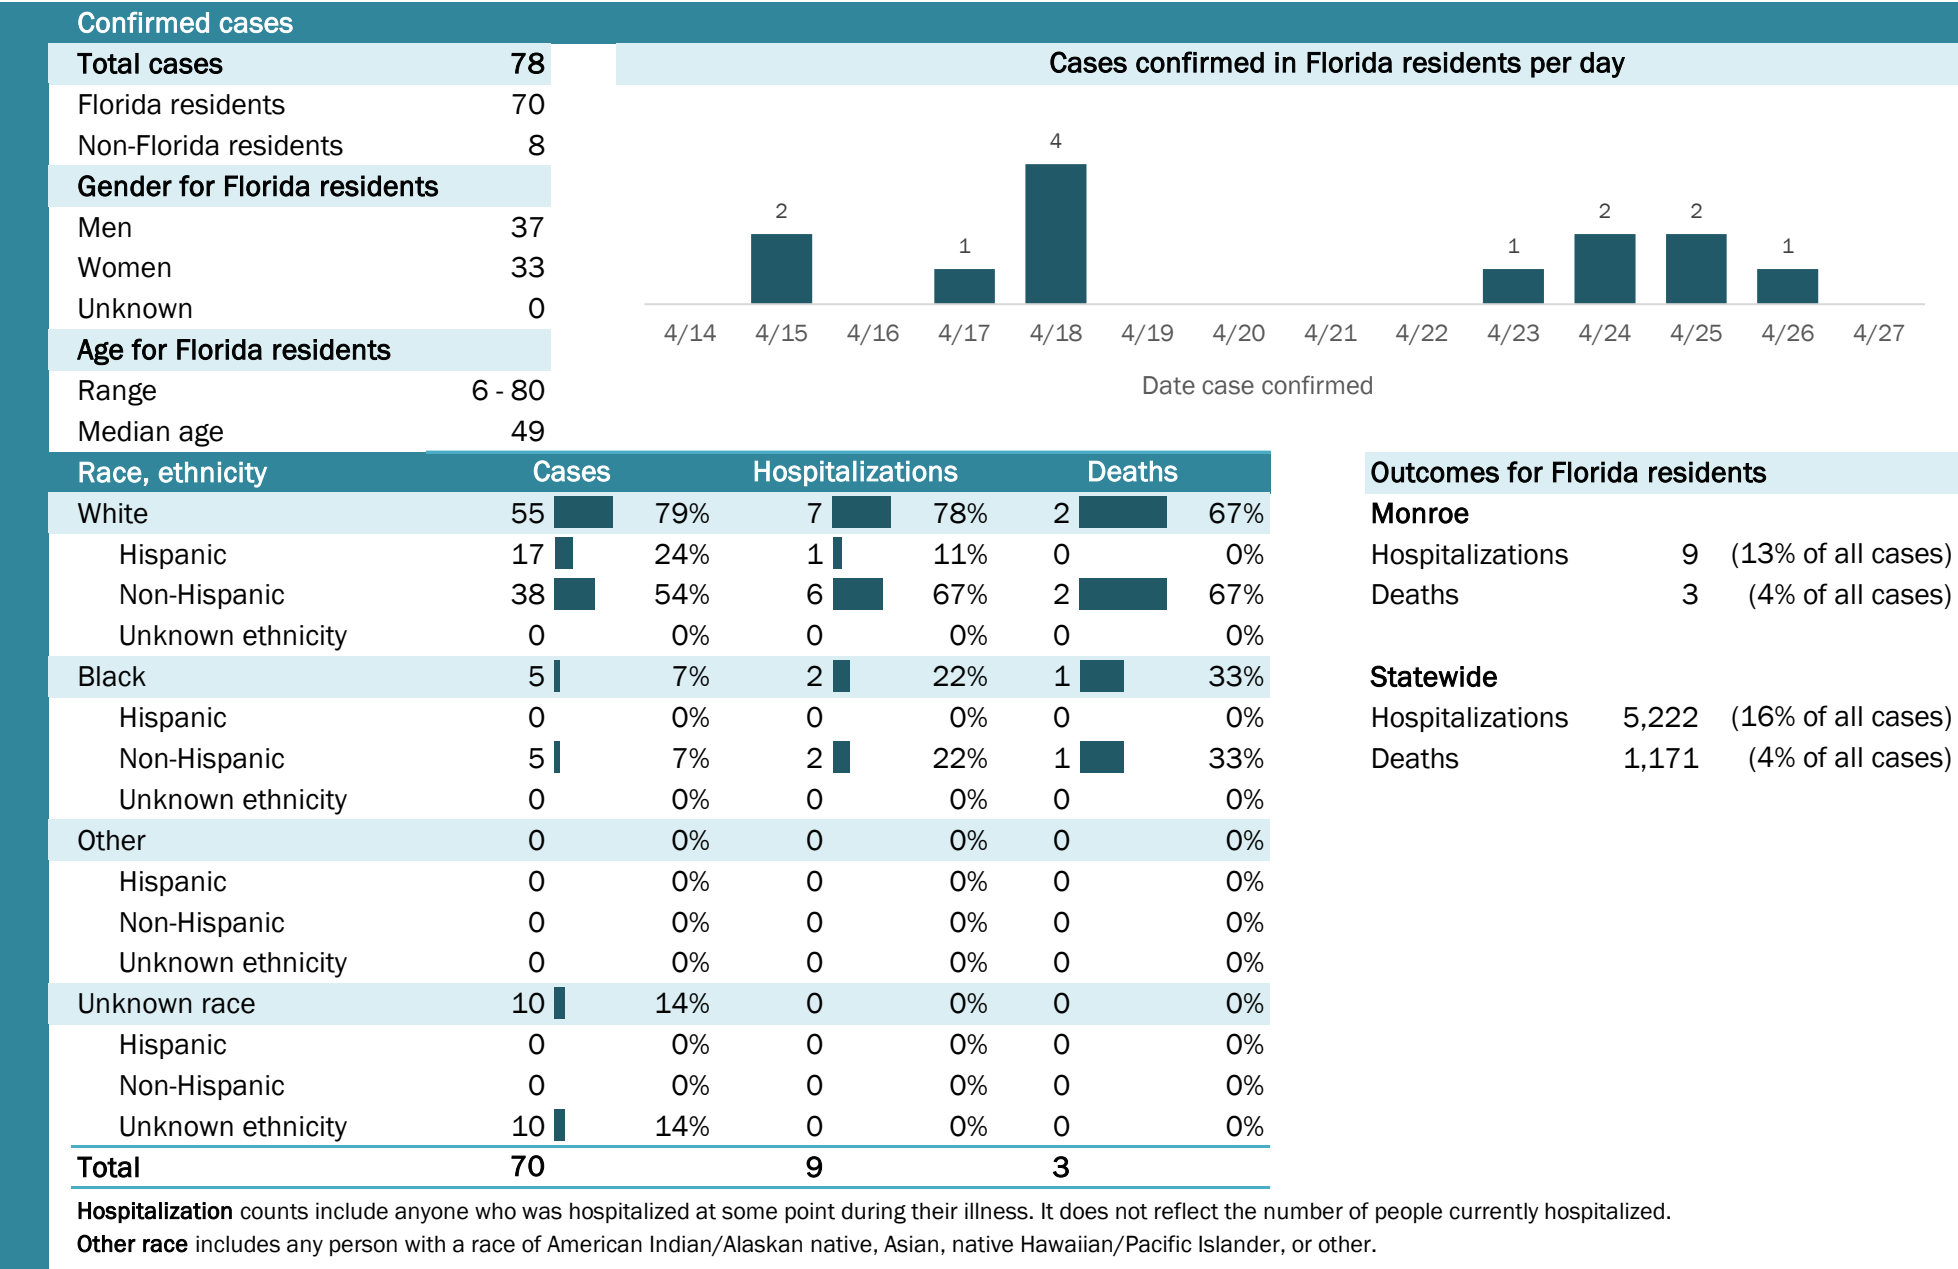 Confirmed cases
Total cases 78
Florida residents 70
Non-Florida residents 8
Gender for Florida residents
Men 37
Women 33
Unknown 0
Age for Florida residents
Range 6 - 80
Median age 49
Cases confirmed in Florida residents per day
2 1 4 1 2 2 1
4/14 4/15 4/16 4/17 4/18 4/19 4/20 4/21 4/22 4/23 4/24 4/25 4/26 4/27
Date case confirmed
Race, ethnicity Cases Hospitalizations Deaths
White 55 79% 7 78% 2 67%
Hispanic 17 24% 1 11% 0 0%
Non-Hispanic 38 54% 6 67% 2 67%
Unknown ethnicity 0 0% 0 0% 0 0%
Black 5 7% 2 22% 1 33%
Hispanic 0 0% 0 0% 0 0%
Non-Hispanic 5 7% 2 22% 1 33%
Unknown ethnicity 0 0% 0 0% 0 0%
Other 0 0% 0 0% 0 0%
Hispanic 0 0% 0 0% 0 0%
Non-Hispanic 0 0% 0 0% 0 0%
Unknown ethnicity 0 0% 0 0% 0 0%
Unknown race 10 14% 0 0% 0 0%
Hispanic 0 0% 0 0% 0 0%
Non-Hispanic 0 0% 0 0% 0 0%
Unknown ethnicity 10 14% 0 0% 0 0%
Total 70 9 3
Outcomes for Florida residents
Monroe
Hospitalizations 9 (13% of all cases)
Deaths 3 (4% of all cases)
Statewide
Hospitalizations 5,222 (16% of all cases)
Deaths 1,171 (4% of all cases)
Hospitalization counts include anyone who was hospitalized at some point during their illness. It does not reflect the number of people currently hospitalized.
Other race includes any person with a race of American Indian/Alaskan native, Asian, native Hawaiian/Pacific Islander, or other.